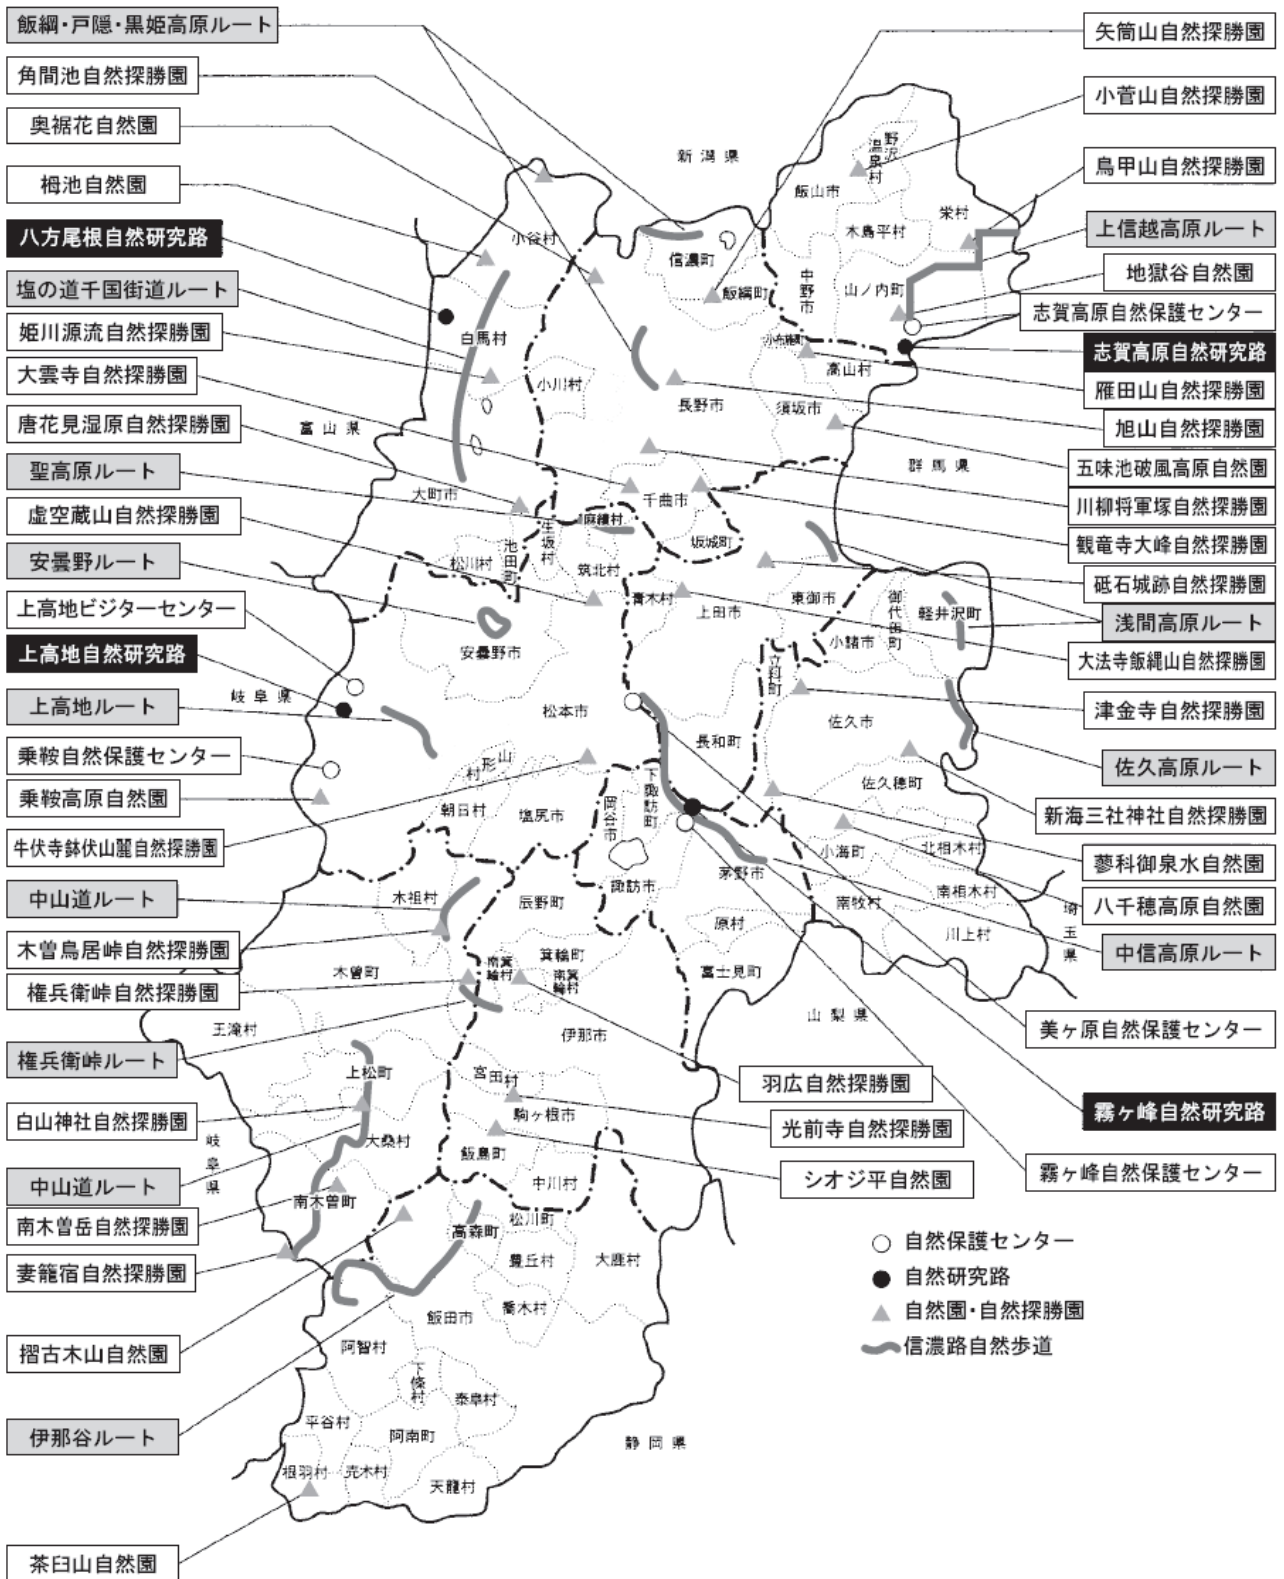 飯綱・戸隠・黒姫高原ルート
角間池自然探勝園
奥裾花自然園
栂池自然園
八方尾根自然研究路
塩の道千国街道ルート
姫川源流自然探勝園
大雲寺自然探勝園
唐花見湿原自然探勝園
聖高原ルート
虚空蔵山自然探勝園
安曇野ルート
上高地ビジターセンター
上高地自然研究路
上高地ルート
乗鞍自然保護センター
乗鞍高原自然園
牛伏寺鉢伏山麓自然探勝園
中山道ルート
木曽鳥居峠自然探勝園
権兵衛峠自然探勝園
権兵衛峠ルート
白山神社自然探勝園
中山道ルート
南木曽岳自然探勝園
妻籠宿自然探勝園
摺古木山自然園
伊那谷ルート
茶臼山自然園
矢筒山自然探勝園
小菅山自然探勝園
鳥甲山自然探勝園
上信越高原ルート
地獄谷自然園
志賀高原自然保護センター
志賀高原自然研究路
雁田山自然探勝園
旭山自然探勝園
五味池破風高原自然園
川柳将軍塚自然探勝園
観竜寺大峰自然探勝園
砥石城跡自然探勝園
浅間高原ルート
大法寺飯縄山自然探勝園
津金寺自然探勝園
佐久高原ルート
新海三社神社自然探勝園
蓼科御泉水自然園
八千穂高原自然園
中信高原ルート
美ヶ原自然保護センター
霧ヶ峰自然研究路
霧ヶ峰自然保護センター
羽広自然探勝園
光前寺自然探勝園
シオジ平自然園
新潟県
富山県
岐阜県
岐阜県
群馬県
埼玉県
山梨県
静岡県
野沢温泉村
飯山市
栄村
木島平村
中野市
山ノ内町
小谷村
信濃町
飯綱町
白馬村
小川村
長野市
小布施町
高山村
須坂市
大町市
千曲市
麻績村
生坂村
池田町
松川村
筑北村
坂城町
青木村
上田市
東御市
御代田町
軽井沢町
小諸市
立科町
安曇野市
松本市
長和町
佐久市
佐久穂町
山形村
朝日村
塩尻市
岡谷市
下諏訪町
諏訪市
茅野市
小海町
北相木村
南相木村
南牧村
川上村
原村
富士見町
木祖村
辰野町
箕輪町
南箕輪村
南箕輪村
木曽町
王滝村
伊那市
上松町
宮田村
駒ヶ根市
大桑村
飯島町
中川村
南木曽町
高森町
松川町
豊丘村
大鹿村
喬木村
飯田市
阿智村
下條村
泰阜村
平谷村
阿南町
根羽村
売木村
天龍村
自然保護センター
自然研究路
自然園・自然探勝園
信濃路自然歩道